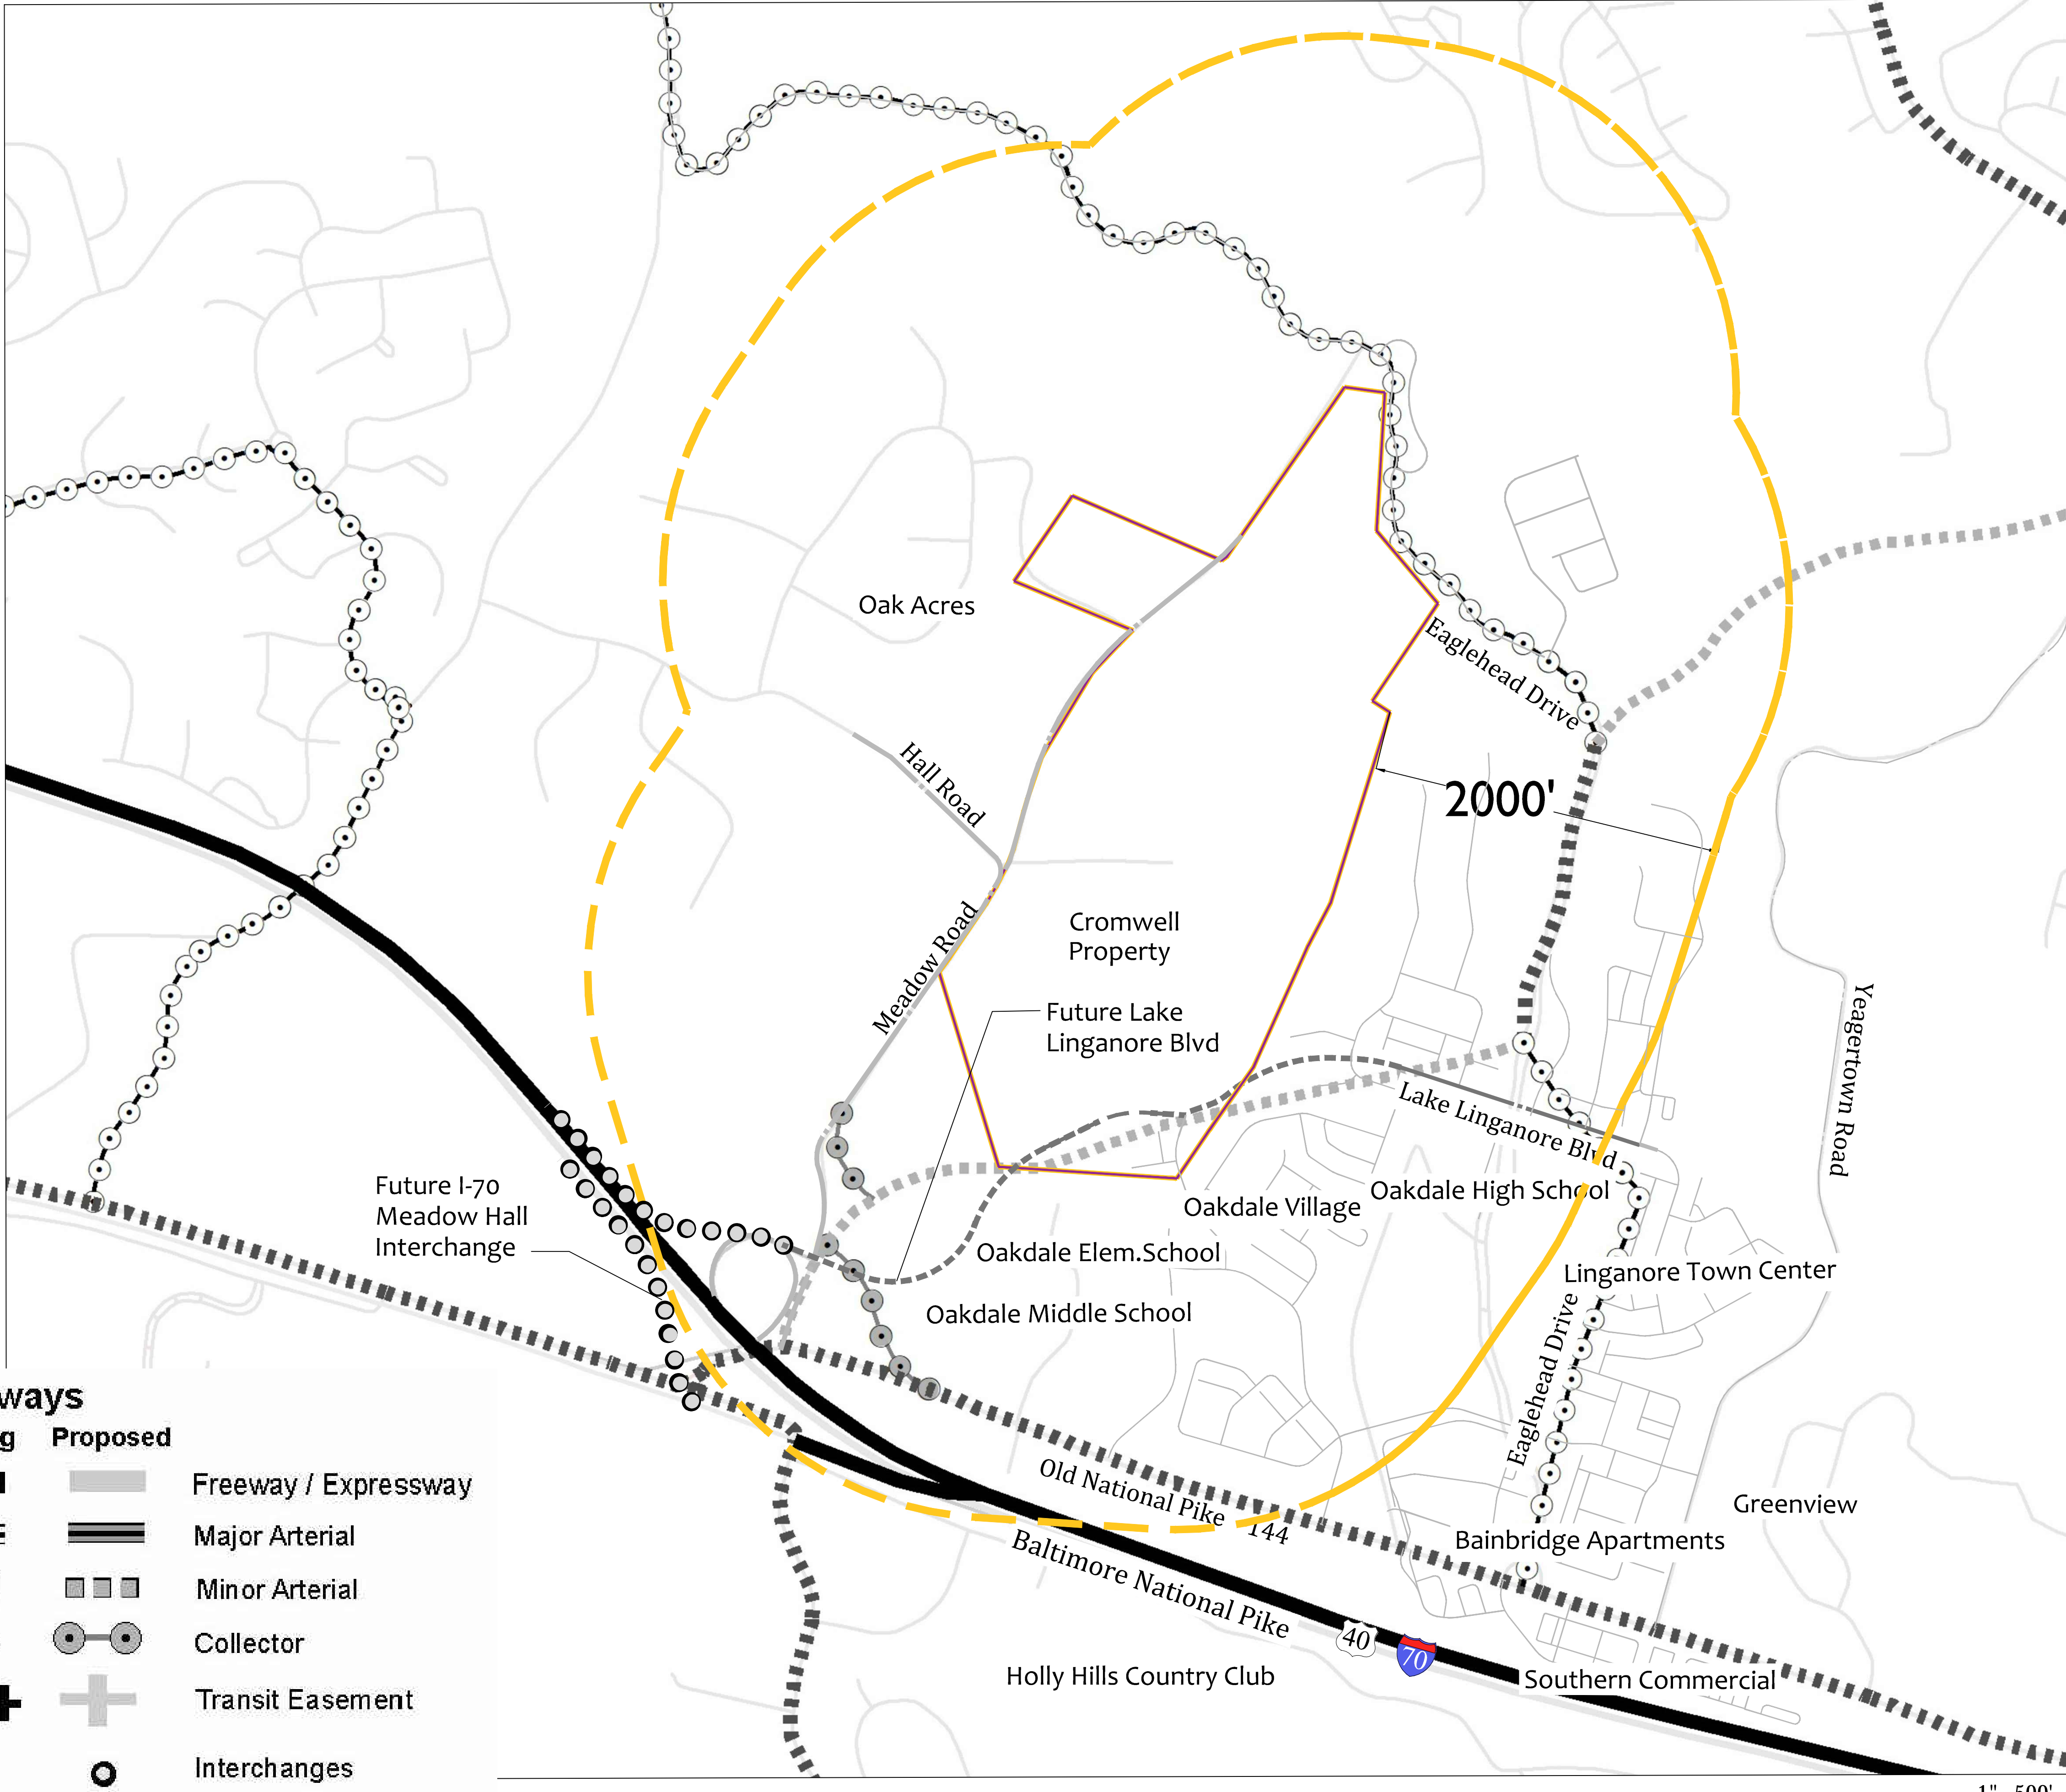 Oak Acres
Eaglehead Drive
Hall Road
2000'
Cromwell
Property
Meadow Road
Future Lake
Linganore Blvd
Yeagertown Road
Lake Linganore Blvd
Future I-70
Meadow Hall
Interchange
Oakdale Village
Oakdale High School
Oakdale Elem.School
Linganore Town Center
Oakdale Middle School
Eaglehead Drive
Old National Pike
144
Greenview
Bainbridge Apartments
Baltimore National Pike
40
70
Holly Hills Country Club
Southern Commercial
ways
g Proposed
Freeway / Expressway
Major Arterial
Minor Arterial
Collector
Transit Easement
Interchanges